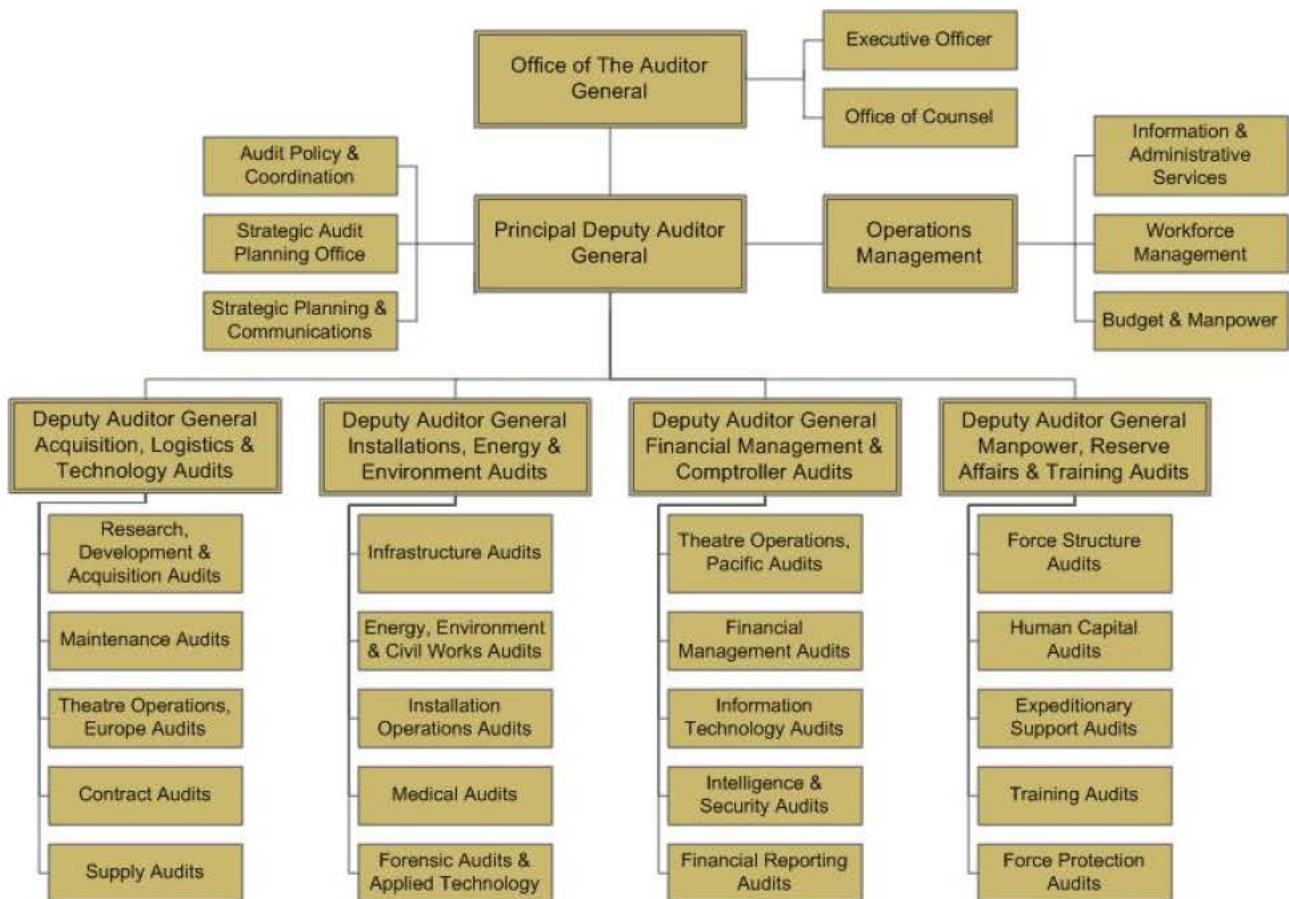 Office of The Auditor
General
Executive Officer
Office of Counsel
Audit Policy &
Coordination
Strategic Audit
Planning Office
Strategic Planning &
Communications
Principal Deputy Auditor
General
Operations
Management
Information &
Administrative
Services
Workforce
Management
Budget & Manpower
Deputy Auditor General
Acquisition, Logistics &
Technology Audits
Research,
Development &
Acquisition Audits
Maintenance Audits
Theatre Operations,
Europe Audits
Contract Audits
Supply Audits
Deputy Auditor General
Installations, Energy &
Environment Audits
Infrastructure Audits
Energy, Environment
& Civil Works Audits
Installation
Operations Audits
Medical Audits
Forensic Audits &
Applied Technology
Deputy Auditor General
Financial Management &
Comptroller Audits
Theatre Operations,
Pacific Audits
Financial
Management Audits
Information
Technology Audits
Intelligence &
Security Audits
Financial Reporting
Audits
Deputy Auditor General
Manpower, Reserve
Affairs & Training Audits
Force Structure
Audits
Human Capital
Audits
Expeditionary
Support Audits
Training Audits
Force Protection
Audits